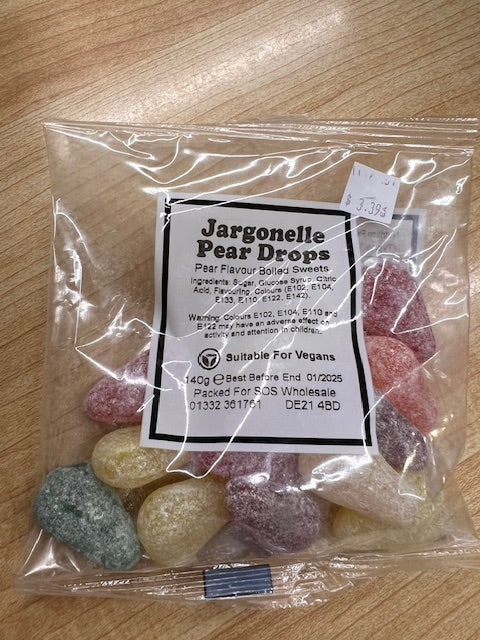 $ 3.39
Jargonelle
Pear Drops
Pear Flavour Boiled Sweets
Ingredients: Sugar, Glucose Syrup, Citric
Acid, Flavouring, Colours (E102, E104,
E133, E110, E122, E142).
Warning: Colours E102, E104, E110 and
E122 may have an adverse effect on
activity and attention in children.
Suitable For Vegans
140g ℮ Best Before End 01/2025
Packed For SOS Wholesale
01332 361761 DE21 4BD